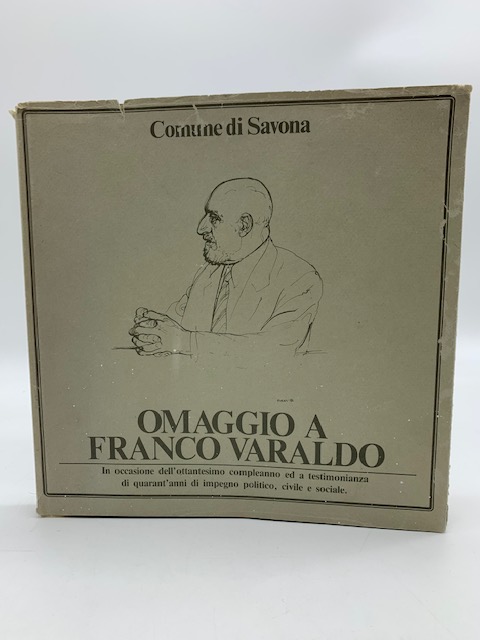 Comune di Savona
OMAGGIO A
FRANCO VARALDO
In occasione dell'ottantesimo compleanno ed a testimonianza
di quarant'anni di impegno politico, civile e sociale.